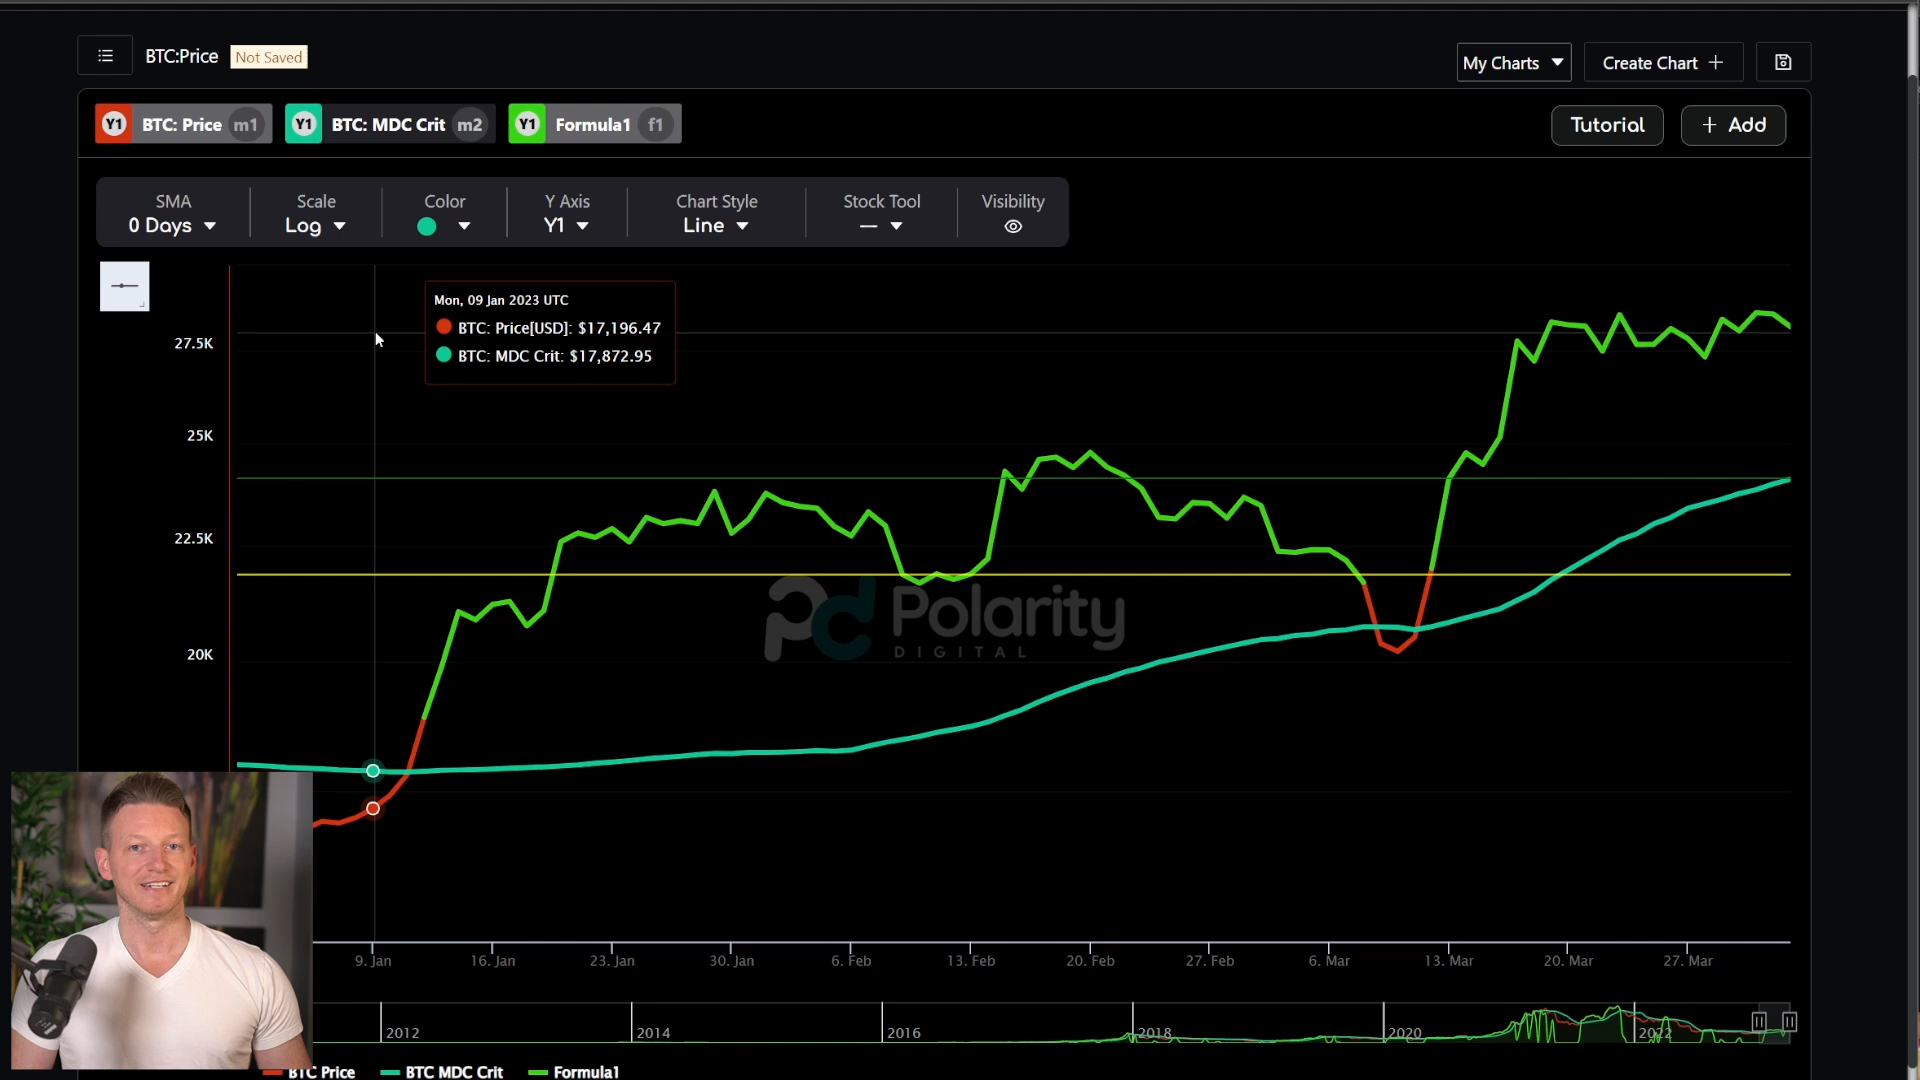 BTC:Price Not Saved
My Charts Create Chart +
Y1 BTC: Price m1 Y1 BTC: MDC Crit m2 Y1 Formula1 f1
Tutorial + Add
SMA Scale Color Y Axis Chart Style Stock Tool Visibility
0 Days Log Y1 Line —
Mon, 09 Jan 2023 UTC
BTC: Price[USD]: $17,196.47
BTC: MDC Crit: $17,872.95
27.5K
25K
22.5K
20K
Polarity
DIGITAL
9. Jan 16. Jan 23. Jan 30. Jan 6. Feb 13. Feb 20. Feb 27. Feb 6. Mar 13. Mar 20. Mar 27. Mar
2012 2014 2016 2018 2020 2022
BTC Price BTC MDC Crit Formula1